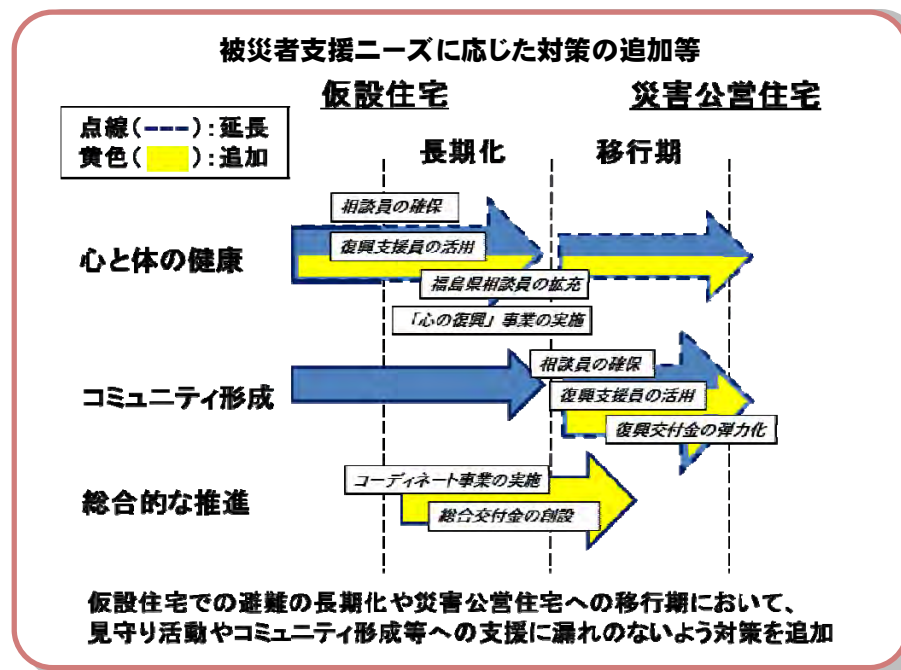 被災者支援ニーズに応じた対策の追加等
仮設住宅
災害公営住宅
点線(---):延長
黄色( ):追加
長期化
移行期
心と体の健康
相談員の確保
復興支援員の活用
福島県相談員の拡充
「心の復興」事業の実施
コミュニティ形成
相談員の確保
復興支援員の活用
復興交付金の弾力化
総合的な推進
コーディネート事業の実施
総合交付金の創設
仮設住宅での避難の長期化や災害公営住宅への移行期において、
見守り活動やコミュニティ形成等への支援に漏れのないよう対策を追加